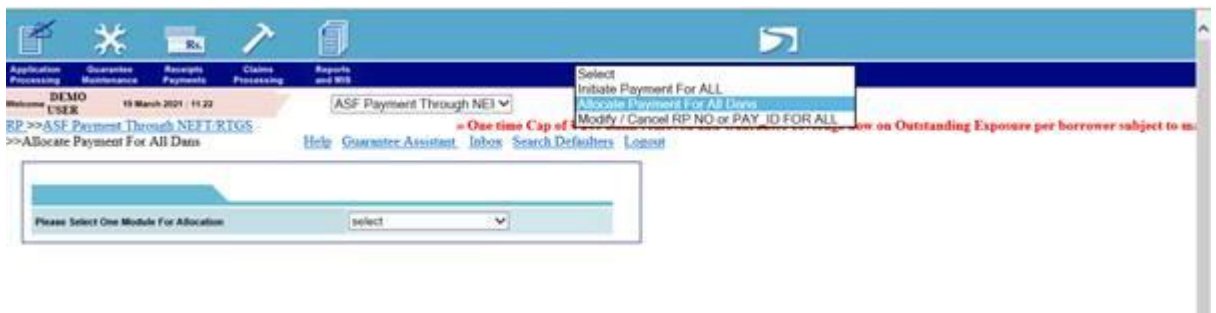 Rs.
Application Processing
Guarantee Maintenance
Receipts Payments
Claims Processing
Reports and MIS
Select
Initiate Payment For ALL
Allocate Payment For All Dans
Modify / Cancel RP NO or PAY_ID FOR ALL
Welcome DEMO USER
19 March 2021 : 11.22
ASF Payment Through NEI
RP >>ASF Payment Through NEFT/RTGS
>>Allocate Payment For All Dans
» One time Cap of
on Outstanding Exposure per borrower subject to
Help Guarantee Assistant Inbox Search Defaulters Logout
Please Select One Module For Allocation
select